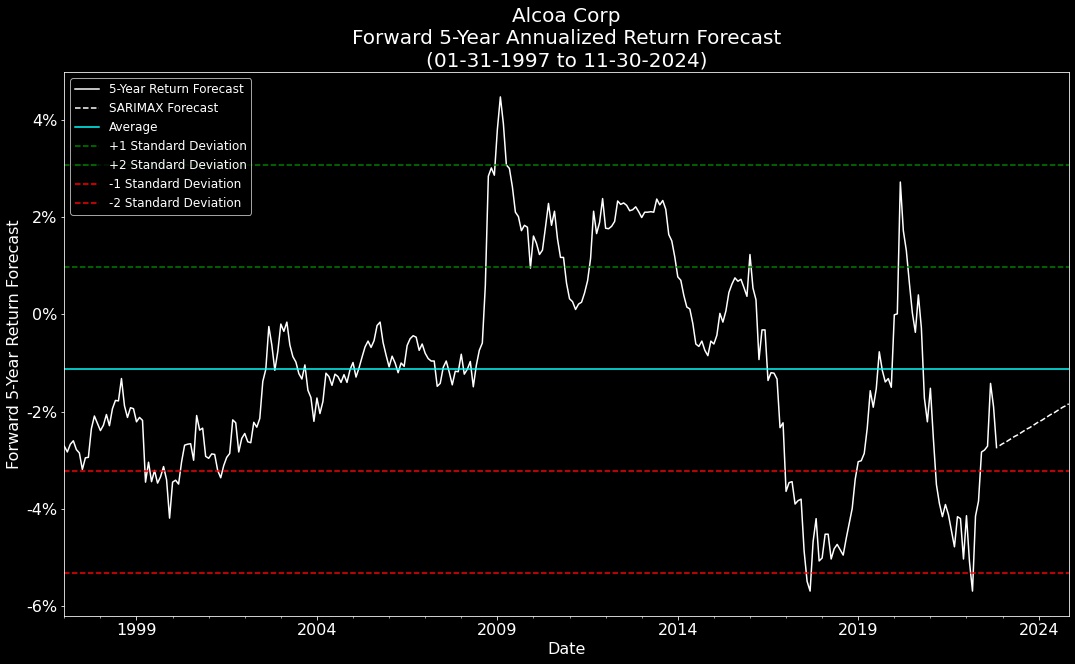 Alcoa Corp
Forward 5-Year Annualized Return Forecast
(01-31-1997 to 11-30-2024)
5-Year Return Forecast
SARIMAX Forecast
Average
+1 Standard Deviation
+2 Standard Deviation
-1 Standard Deviation
-2 Standard Deviation
Forward 5-Year Return Forecast
4%
2%
0%
-2%
-4%
-6%
1999
2004
2009
2014
2019
2024
Date